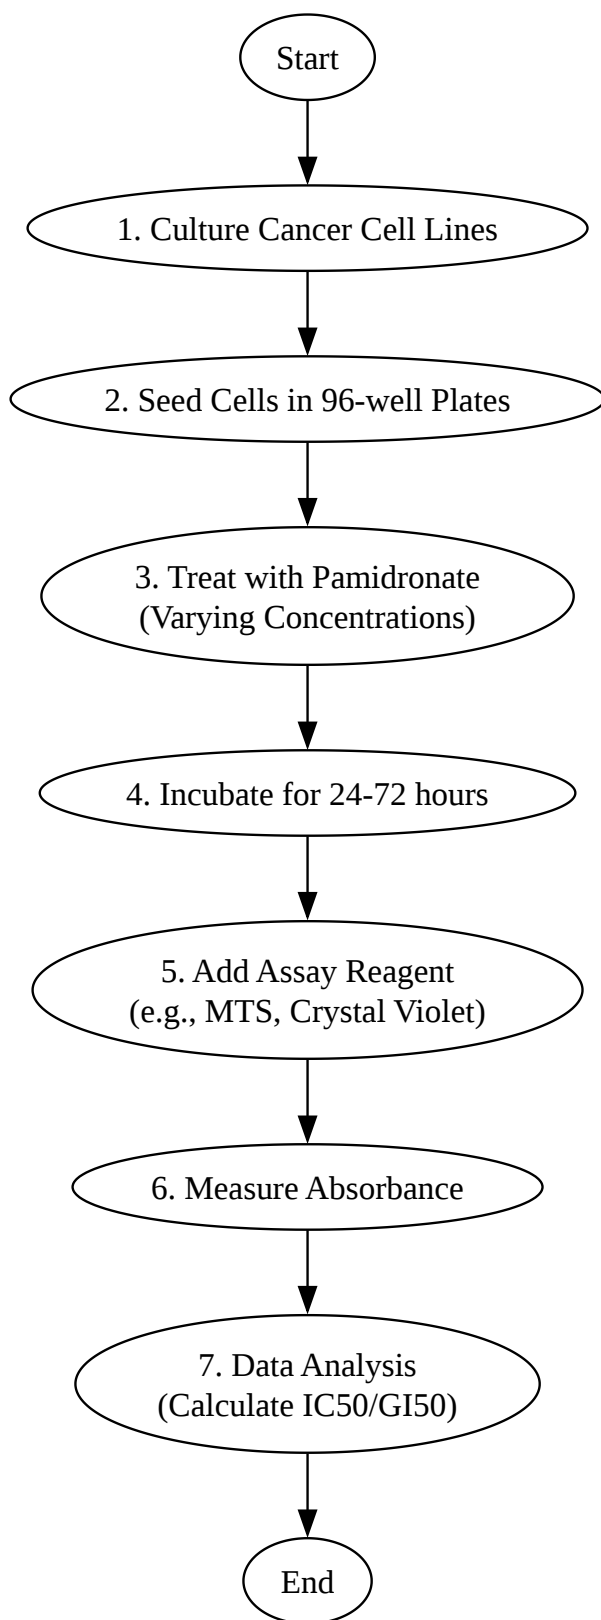 Start
1. Culture Cancer Cell Lines
2. Seed Cells in 96-well Plates
3. Treat with Pamidronate
(Varying Concentrations)
4. Incubate for 24-72 hours
5. Add Assay Reagent
(e.g., MTS, Crystal Violet)
6. Measure Absorbance
7. Data Analysis
(Calculate IC50/GI50)
End